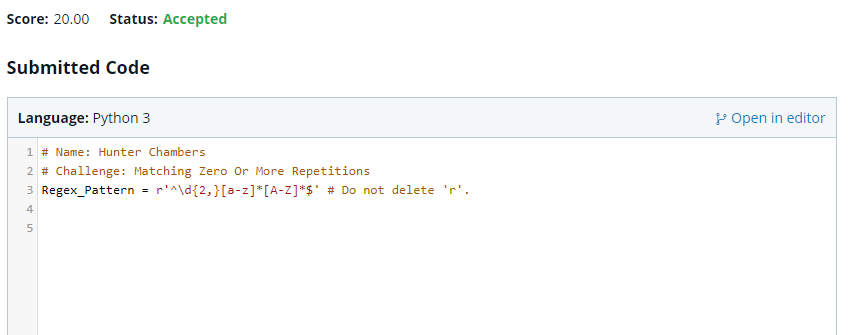 Score: 20.00 Status: Accepted
Submitted Code
Language: Python 3 Open in editor
1 # Name: Hunter Chambers
2 # Challenge: Matching Zero Or More Repetitions
3 Regex_Pattern = r'^\d{2,}[a-z]*[A-Z]*$' # Do not delete 'r'.
4
5